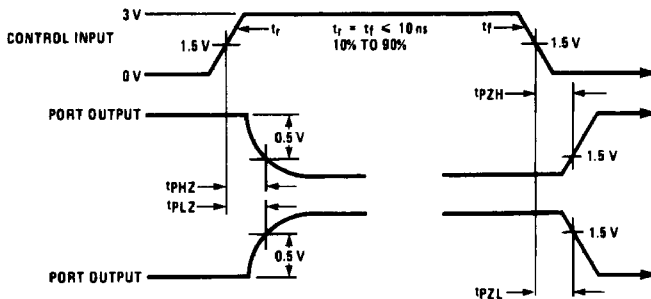 3 V
CONTROL INPUT
1.5 V
0 V
tr
tr = tf ≤ 10 ns
10% TO 90%
tf
1.5 V
PORT OUTPUT
0.5 V
tPHZ
tPLZ
tPZH
1.5 V
0.5 V
PORT OUTPUT
1.5 V
tPZL